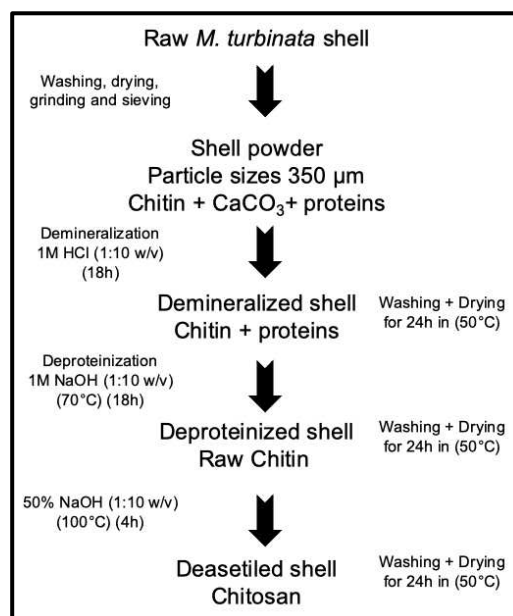 Raw M. turbinata shell
Washing, drying,
grinding and sieving
Shell powder
Particle sizes 350 µm
Chitin + CaCO₃+ proteins
Demineralization
1M HCl (1:10 w/v)
(18h)
Demineralized shell
Chitin + proteins
Washing + Drying
for 24h in (50°C)
Deproteinization
1M NaOH (1:10 w/v)
(70°C) (18h)
Deproteinized shell
Raw Chitin
Washing + Drying
for 24h in (50°C)
50% NaOH (1:10 w/v)
(100°C) (4h)
Deasetiled shell
Chitosan
Washing + Drying
for 24h in (50°C)